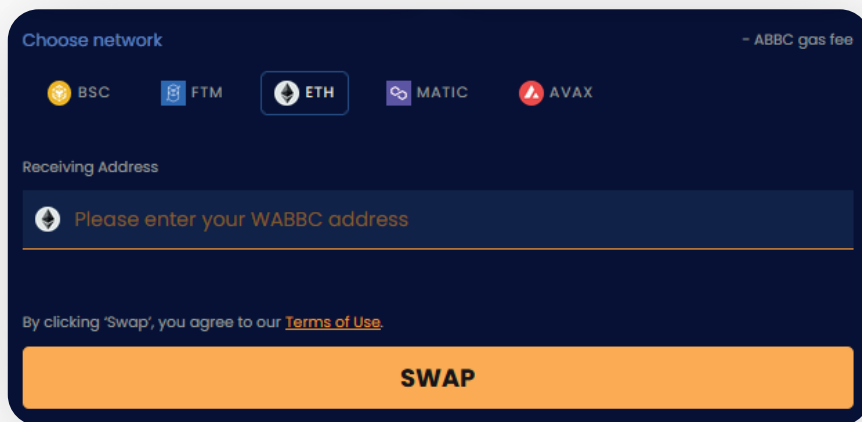 Choose network - ABBC gas fee
BSC FTM ETH MATIC AVAX
Receiving Address
Please enter your WABBC address
By clicking ‘Swap’, you agree to our Terms of Use.
SWAP